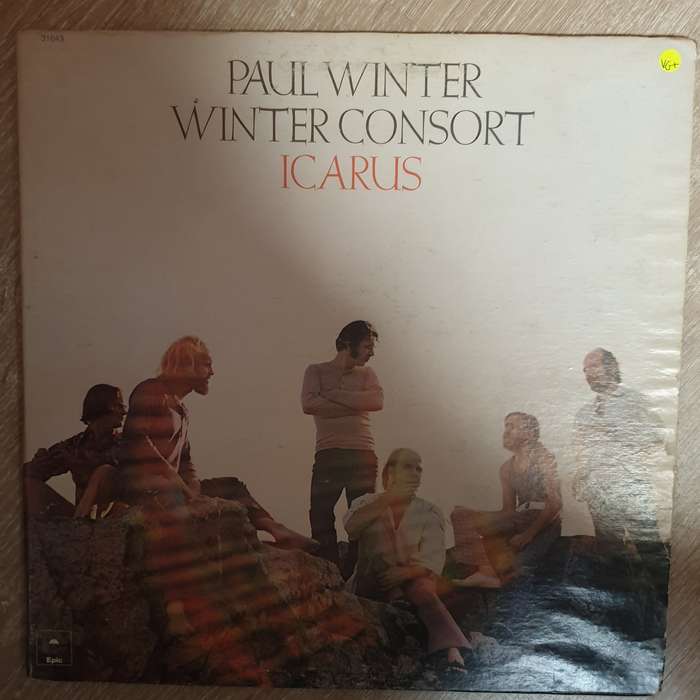 31643
VG+
PAUL WINTER
WINTER CONSORT
ICARUS
Epic